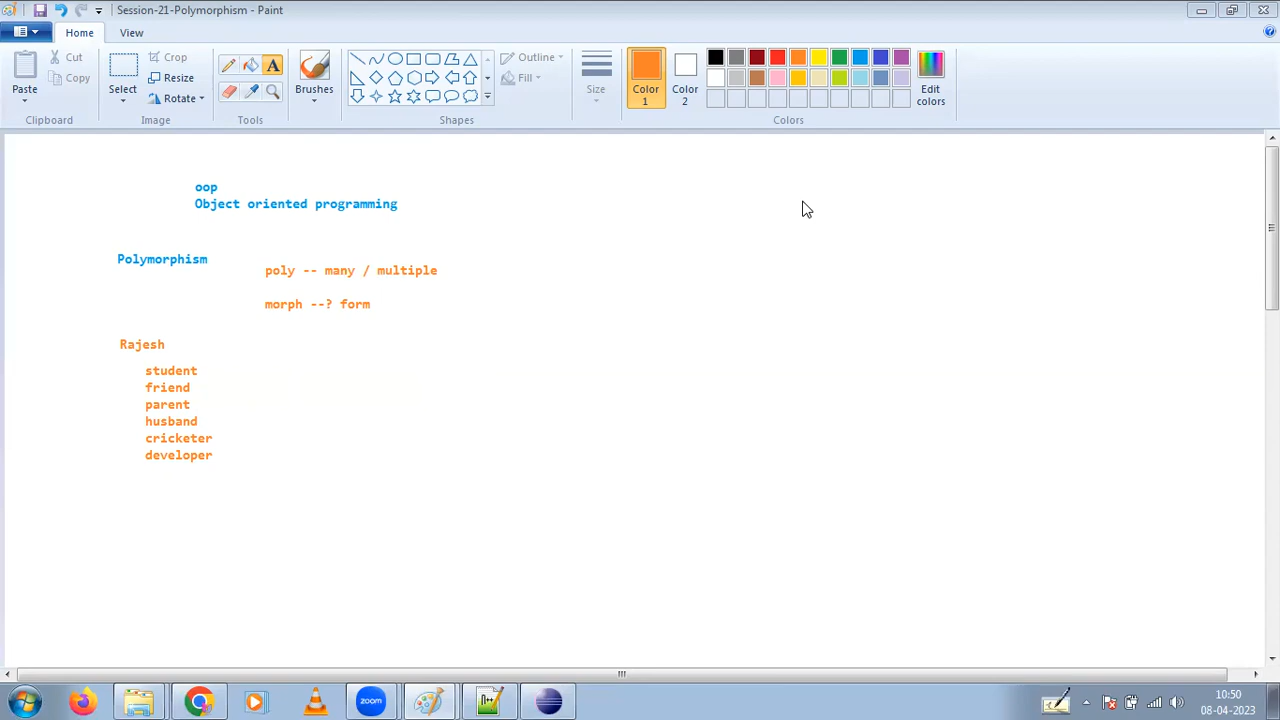 Session-21-Polymorphism - Paint
Home
View
Paste
Cut
Copy
Clipboard
Select
Crop
Resize
Rotate
Image
Tools
Brushes
Shapes
Outline
Fill
Size
Color 1
Color 2
Edit colors
Colors
oop
Object oriented programming
Polymorphism
poly -- many / multiple
morph --? form
Rajesh
student
friend
parent
husband
cricketer
developer
zoom
10:50
08-04-2023